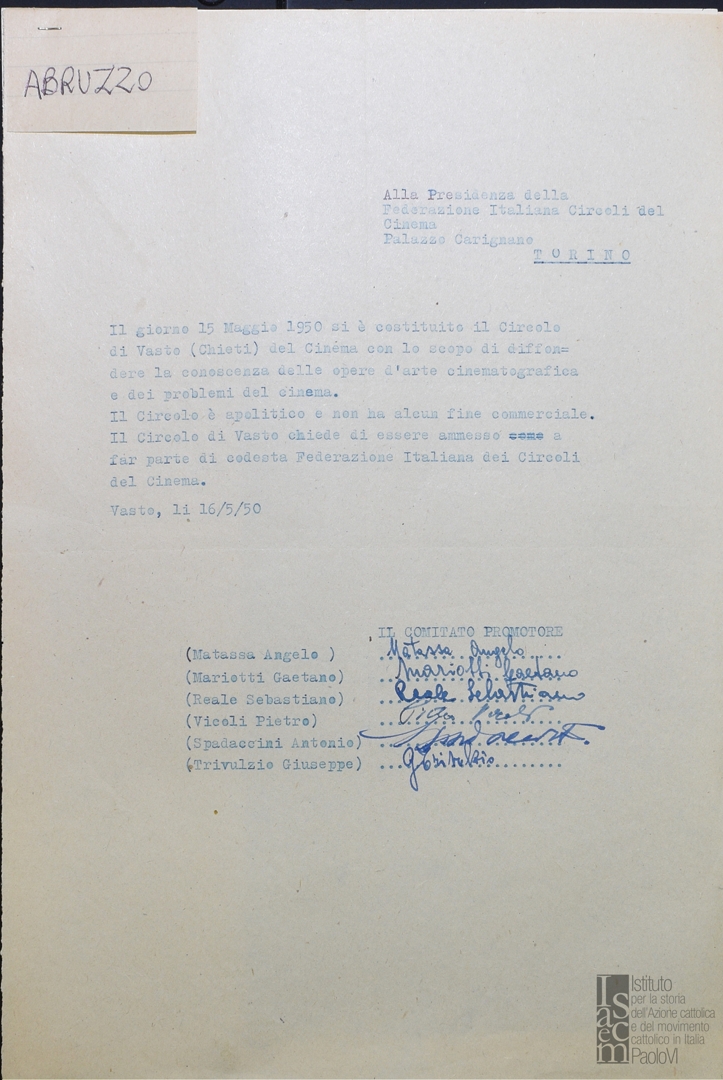 ABRUZZO
Alla Presidenza della
Federazione Italiana Circoli del
Cinema
Palazzo Carignano
TORINO
Il giorno 15 Maggio 1950 si è costituito il Circolo
di Vasto (Chieti) del Cinema con lo scopo di diffon=
dere la conoscenza delle opere d'arte cinematografica
e dei problemi del cinema.
Il Circolo è apolitico e non ha alcun fine commerciale.
Il Circolo di Vasto chiede di essere ammesso come a
far parte di codesta Federazione Italiana dei Circoli
del Cinema.
Vasto, li 16/5/50
IL COMITATO PROMOTORE
(Matassa Angelo ) Matassa Angelo
(Mariotti Gaetano) Mariotti Gaetano
(Reale Sebastiano) Reale Sebastiano
(Vicoli Pietro)
(Spadaccini Antonio)
(Trivulzio Giuseppe)
Isacem
Istituto
per la storia
dell'Azione cattolica
e del movimento
cattolico in Italia
PaoloVI